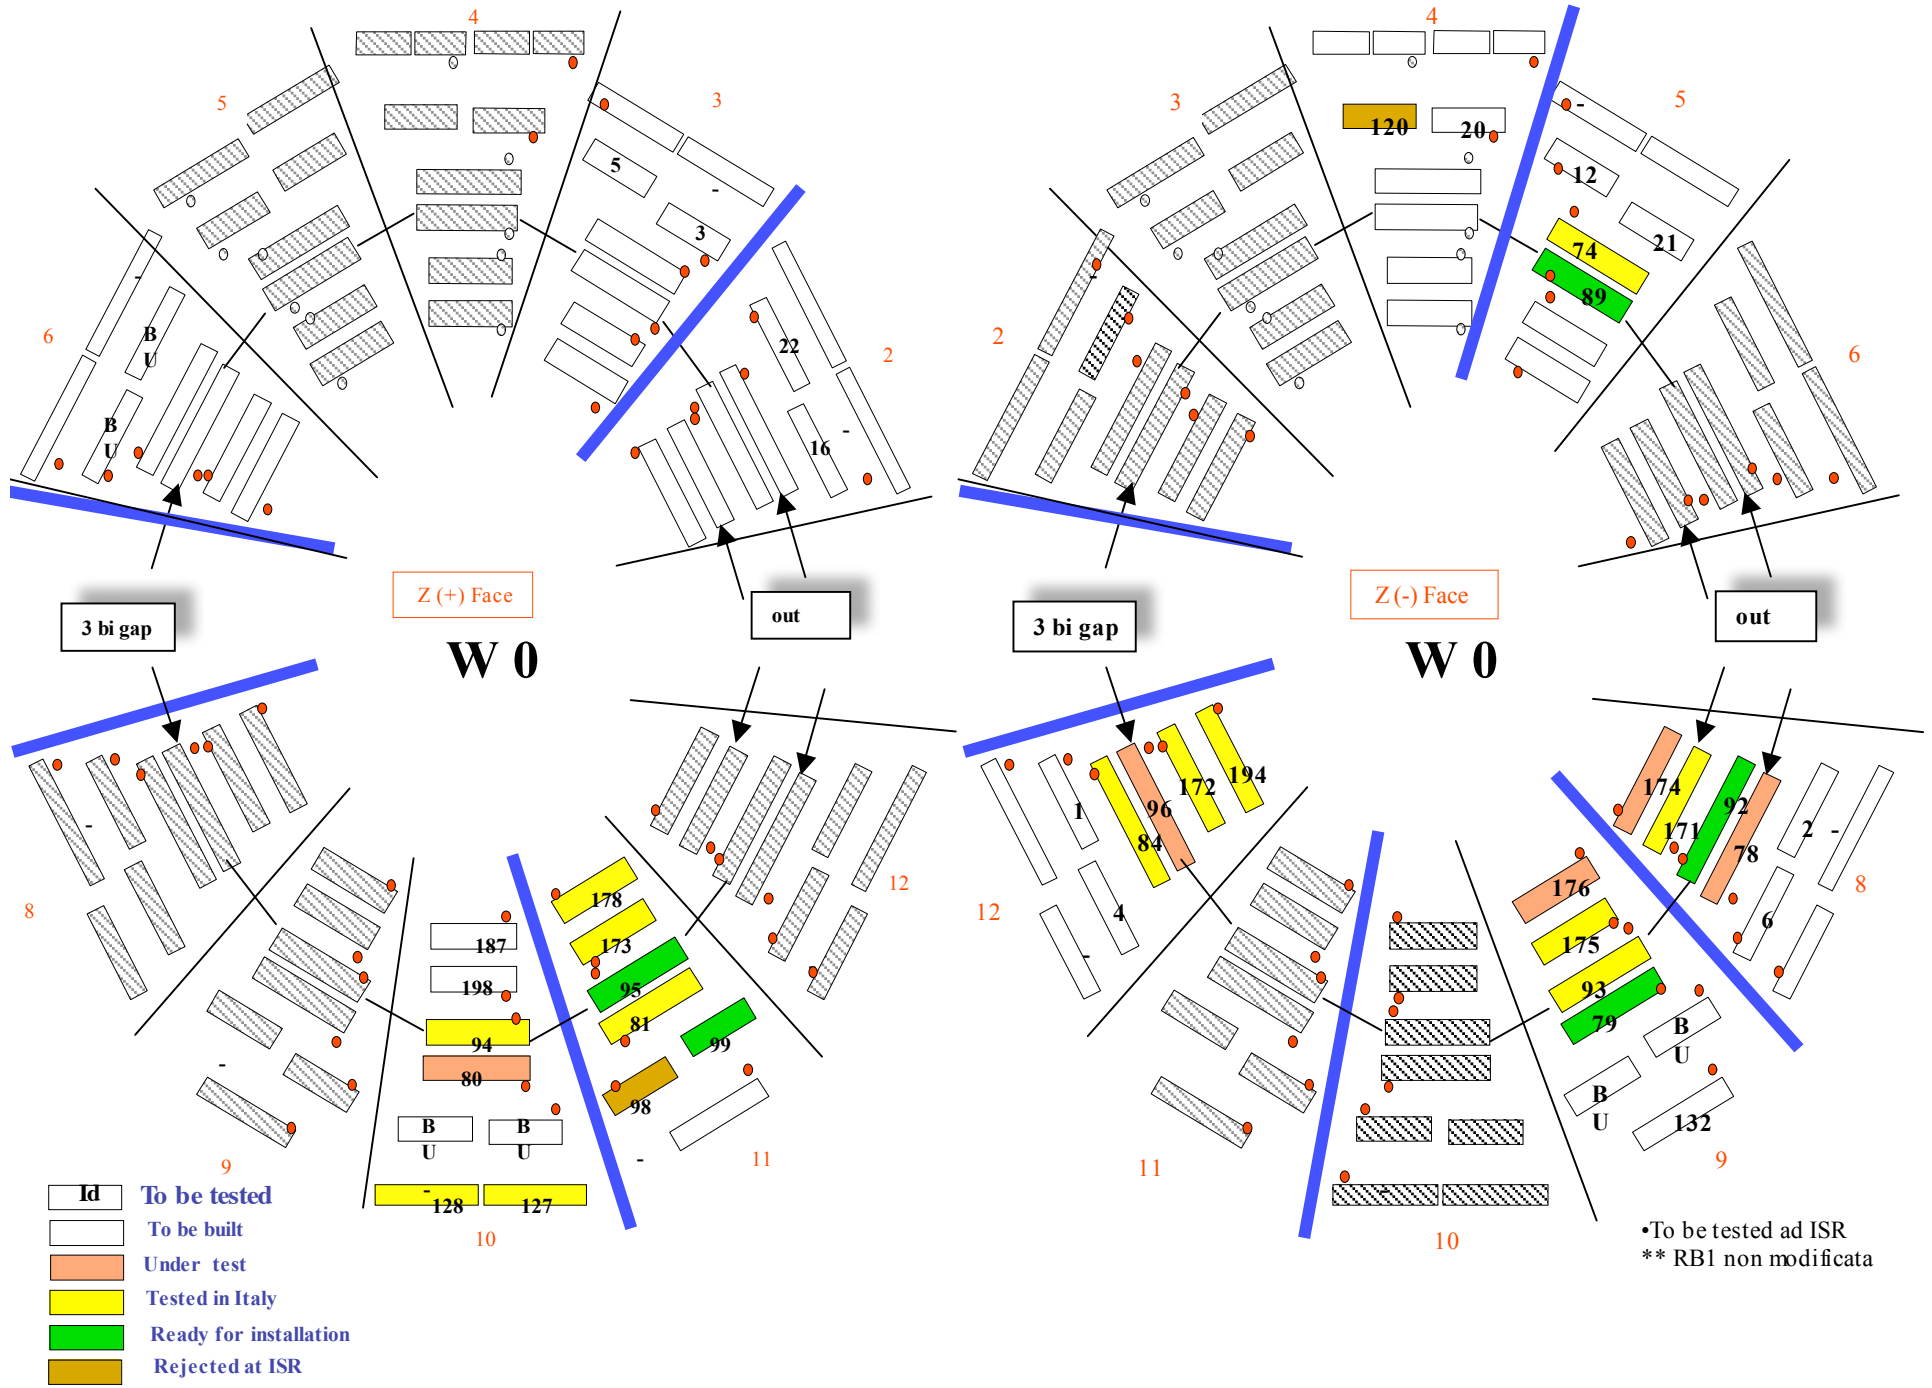 4
5
3
5
-
3
-
B
U
6
22
2
B
U
16
-
Z (+) Face
3 bi gap
out
W 0
8
-
9
-
187
198
94
80
B
U
B
U
-
128
127
10
178
173
95
81
99
98
-
11
12
4
3
5
120
20
-
12
21
74
89
2
-
6
Z (-) Face
3 bi gap
out
W 0
1
84
96
172
194
4
-
12
11
-
10
174
171
92
78
2
-
6
8
176
175
93
79
B
U
B
U
132
9
Id To be tested
To be built
Under test
Tested in Italy
Ready for installation
Rejected at ISR
•To be tested ad ISR
** RB1 non modificata